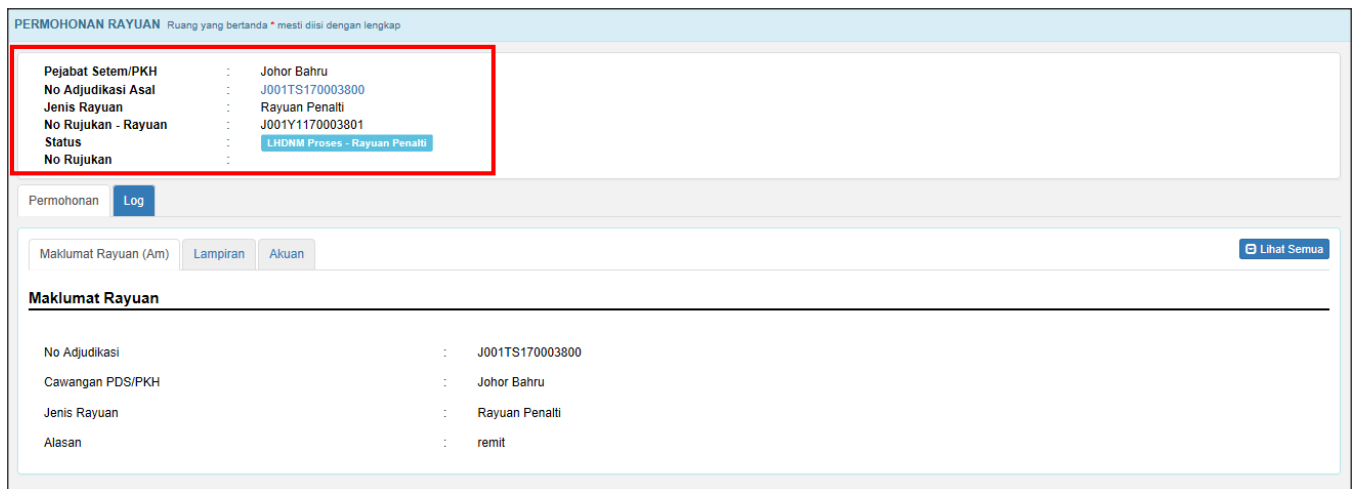 PERMOHONAN RAYUAN Ruang yang bertanda * mesti diisi dengan lengkap
Pejabat Setem/PKH : Johor Bahru
No Adjudikasi Asal : J001TS170003800
Jenis Rayuan : Rayuan Penalti
No Rujukan - Rayuan : J001Y1170003801
Status : LHDNM Proses - Rayuan Penalti
No Rujukan :
Permohonan Log
Maklumat Rayuan (Am) Lampiran Akuan Lihat Semua
Maklumat Rayuan
No Adjudikasi : J001TS170003800
Cawangan PDS/PKH : Johor Bahru
Jenis Rayuan : Rayuan Penalti
Alasan : remit